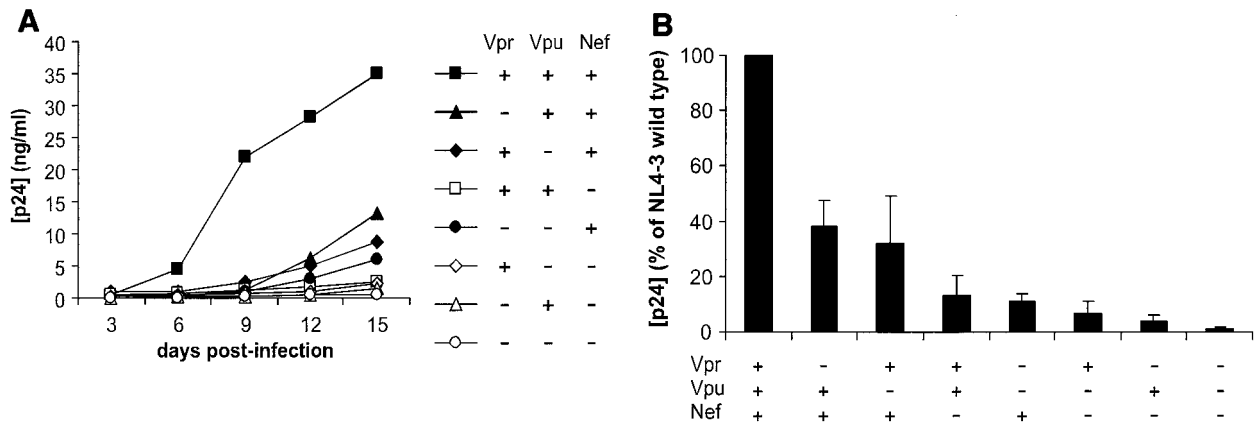 A
[p24] (ng/ml)
40
35
30
25
20
15
10
5
0
3 6 9 12 15
days post-infection
Vpr Vpu Nef
+ + +
- + +
+ - +
+ + -
- - +
+ - -
- + -
- - -
B
[p24] (% of NL4-3 wild type)
100
80
60
40
20
0
Vpr + - + + - + - -
Vpu + + - + - - + -
Nef + + + - + - - -